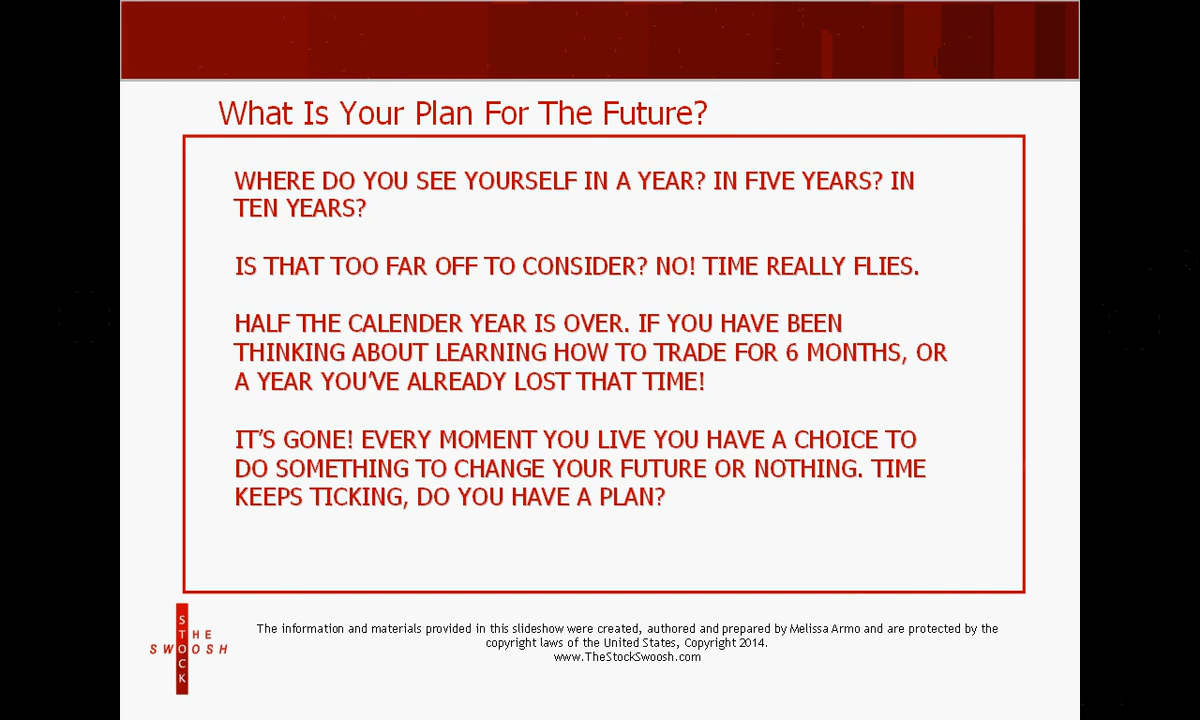 What Is Your Plan For The Future?
WHERE DO YOU SEE YOURSELF IN A YEAR? IN FIVE YEARS? IN
TEN YEARS?
IS THAT TOO FAR OFF TO CONSIDER? NO! TIME REALLY FLIES.
HALF THE CALENDER YEAR IS OVER. IF YOU HAVE BEEN
THINKING ABOUT LEARNING HOW TO TRADE FOR 6 MONTHS, OR
A YEAR YOU'VE ALREADY LOST THAT TIME!
IT'S GONE! EVERY MOMENT YOU LIVE YOU HAVE A CHOICE TO
DO SOMETHING TO CHANGE YOUR FUTURE OR NOTHING. TIME
KEEPS TICKING, DO YOU HAVE A PLAN?
THE
STOCK
SWOOSH
The information and materials provided in this slideshow were created, authored and prepared by Melissa Armo and are protected by the
copyright laws of the United States, Copyright 2014.
www.TheStockSwoosh.com